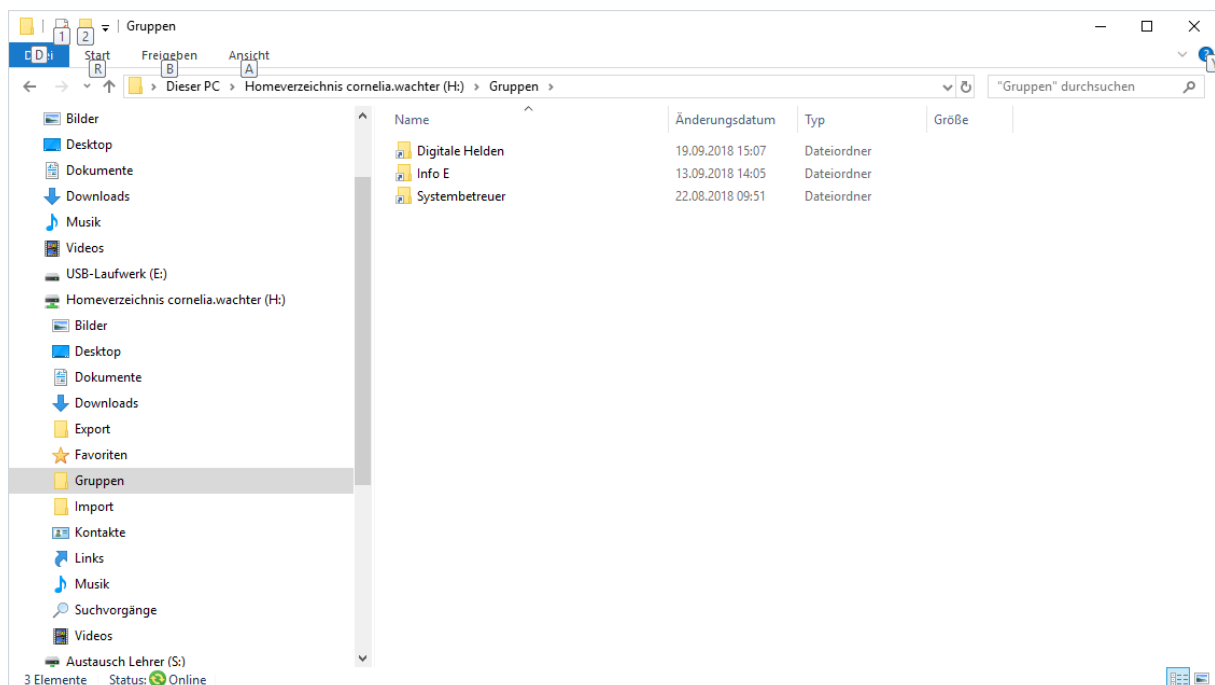 Gruppen
1 2
Datei Start Freigeben Ansicht
D R B A Y
Dieser PC > Homeverzeichnis cornelia.wachter (H:) > Gruppen >
"Gruppen" durchsuchen
Name Änderungsdatum Typ Größe
Digitale Helden 19.09.2018 15:07 Dateiordner
Info E 13.09.2018 14:05 Dateiordner
Systembetreuer 22.08.2018 09:51 Dateiordner
Bilder
Desktop
Dokumente
Downloads
Musik
Videos
USB-Laufwerk (E:)
Homeverzeichnis cornelia.wachter (H:)
Bilder
Desktop
Dokumente
Downloads
Export
Favoriten
Gruppen
Import
Kontakte
Links
Musik
Suchvorgänge
Videos
Austausch Lehrer (S:)
3 Elemente Status: Online